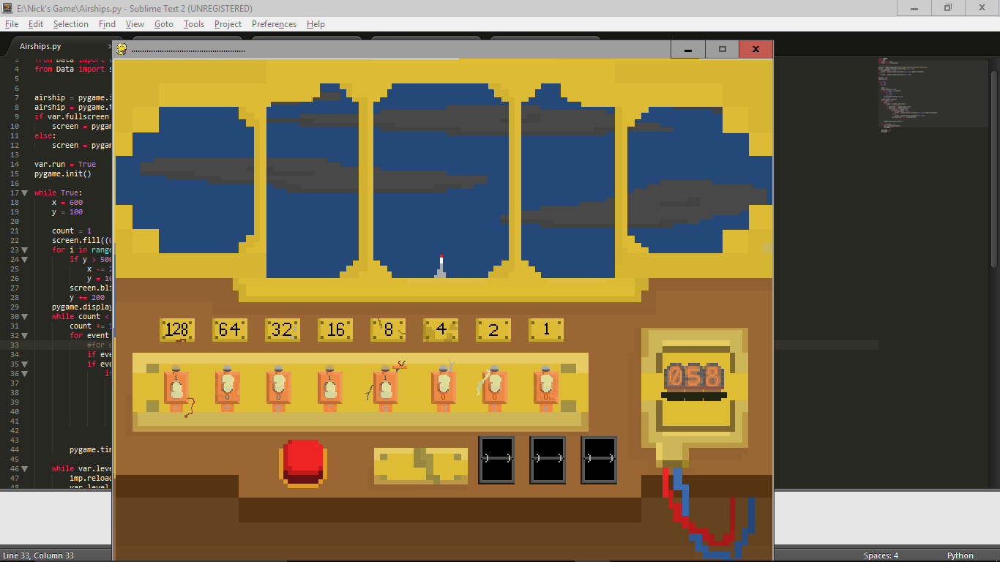 E:\Nick's Game\Airships.py - Sublime Text 2 (UNREGISTERED)
File Edit Selection Find View Goto Tools Project Preferences Help
Airships.py
3 from Data import
4 from Data import s
5
6
7 airship = pygame.i
8 airship = pygame.t
9 if var.fullscreen
10 screen = pygame
11 else:
12 screen = pygam
13
14 var.run = True
15 pygame.init()
16
17 while True:
18 x = 600
19 y = 100
20
21 count = 1
22 screen.fill((
23 for i in range
24 if y > 500
25 x -= 2
26 y = 10
27 screen.bli
28 y += 200
29 pygame.display
30 while count <
31 count += 1
32 for event
33 #for
34 if eve
35 if eve
36 if
37
38
39
40
41
42
43
44 pygame.tim
45
46 while var.leve
47 imp.reload
48 var.level
128 64 32 16 8 4 2 1
1 1 1
0 0 0 0 0
058
Line 33, Column 33 Spaces: 4 Python